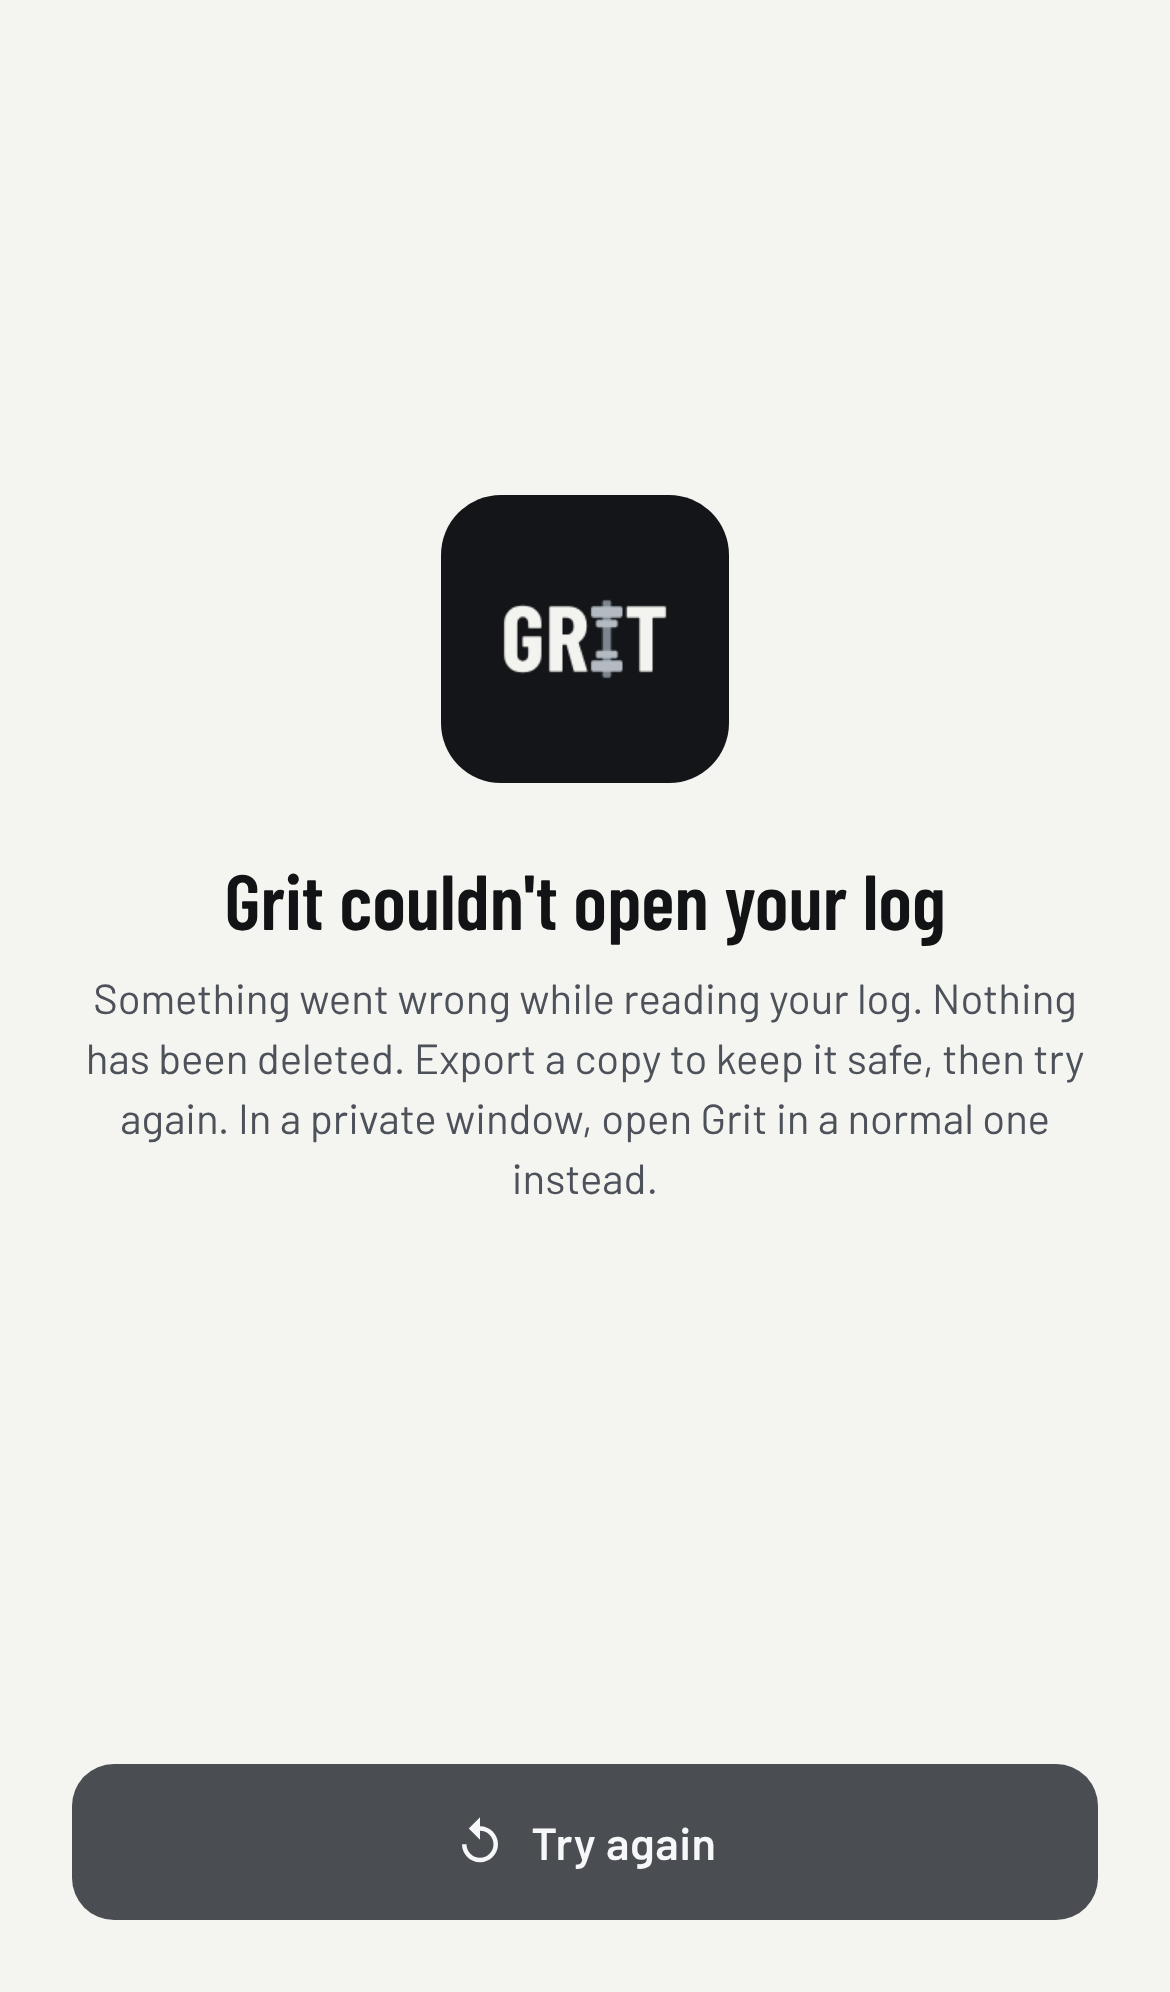 GRIT
Grit couldn't open your log
Something went wrong while reading your log. Nothing
has been deleted. Export a copy to keep it safe, then try
again. In a private window, open Grit in a normal one
instead.
Try again